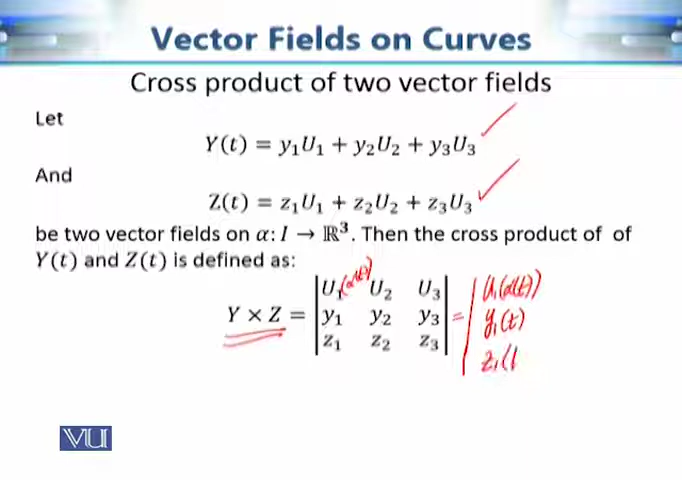 Vector Fields on Curves
Cross product of two vector fields
Let
Y(t) = y₁U₁ + y₂U₂ + y₃U₃
And
Z(t) = z₁U₁ + z₂U₂ + z₃U₃
be two vector fields on α: I → ℝ³. Then the cross product of of
Y(t) and Z(t) is defined as:
(α(t))
Y × Z = | U₁ U₂ U₃ | = | U₁(α(t))
| y₁ y₂ y₃ | | y₁(t)
| z₁ z₂ z₃ | | z₁(
VU